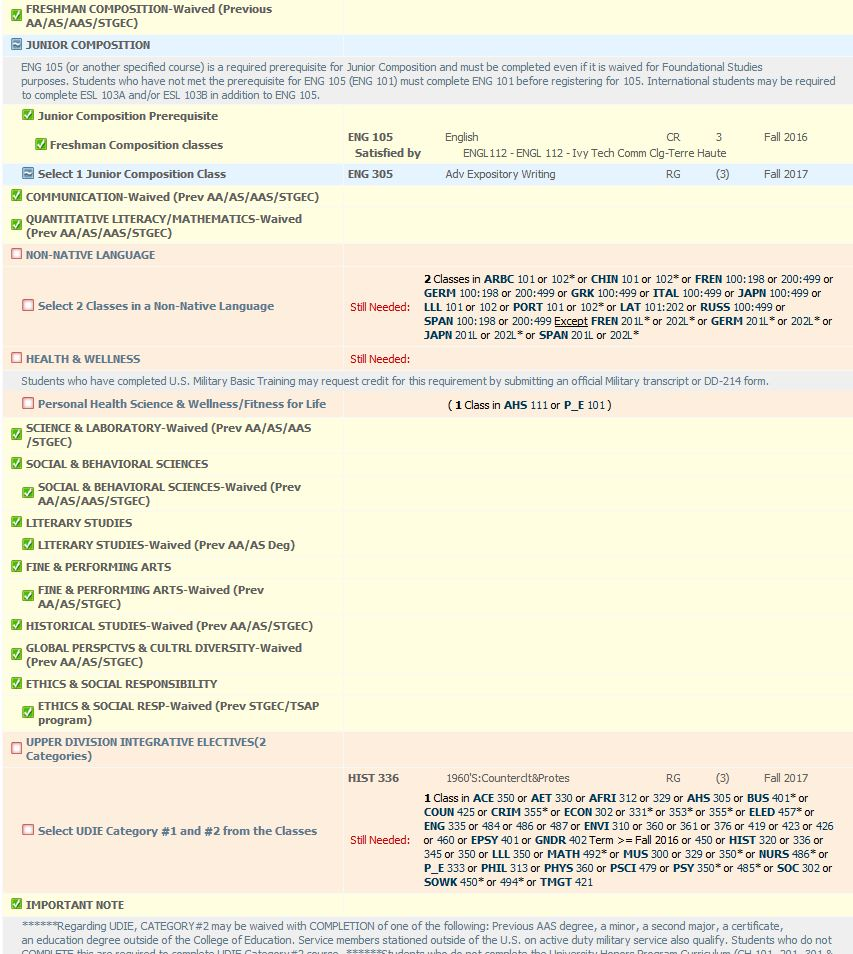 FRESHMAN COMPOSITION-Waived (Previous
AA/AS/AAS/STGEC)
JUNIOR COMPOSITION
ENG 105 (or another specified course) is a required prerequisite for Junior Composition and must be completed even if it is waived for Foundational Studies
purposes. Students who have not met the prerequisite for ENG 105 (ENG 101) must complete ENG 101 before registering for 105. International students may be required
to complete ESL 103A and/or ESL 103B in addition to ENG 105.
Junior Composition Prerequisite
Freshman Composition classes ENG 105 English CR 3 Fall 2016
Satisfied by ENGL112 - ENGL 112 - Ivy Tech Comm Clg-Terre Haute
Select 1 Junior Composition Class ENG 305 Adv Expository Writing RG (3) Fall 2017
COMMUNICATION-Waived (Prev AA/AS/AAS/STGEC)
QUANTITATIVE LITERACY/MATHEMATICS-Waived
(Prev AA/AS/AAS/STGEC)
NON-NATIVE LANGUAGE
Select 2 Classes in a Non-Native Language Still Needed:
2 Classes in ARBC 101 or 102* or CHIN 101 or 102* or FREN 100:198 or 200:499 or
GERM 100:198 or 200:499 or GRK 100:499 or ITAL 100:499 or JAPN 100:499 or
LLL 101 or 102 or PORT 101 or 102* or LAT 101:202 or RUSS 100:499 or
SPAN 100:198 or 200:499 Except FREN 201L* or 202L* or GERM 201L* or 202L* or
JAPN 201L or 202L* or SPAN 201L or 202L*
HEALTH & WELLNESS Still Needed:
Students who have completed U.S. Military Basic Training may request credit for this requirement by submitting an official Military transcript or DD-214 form.
Personal Health Science & Wellness/Fitness for Life ( 1 Class in AHS 111 or P_E 101 )
SCIENCE & LABORATORY-Waived (Prev AA/AS/AAS
/STGEC)
SOCIAL & BEHAVIORAL SCIENCES
SOCIAL & BEHAVIORAL SCIENCES-Waived (Prev
AA/AS/AAS/STGEC)
LITERARY STUDIES
LITERARY STUDIES-Waived (Prev AA/AS Deg)
FINE & PERFORMING ARTS
FINE & PERFORMING ARTS-Waived (Prev
AA/AS/STGEC)
HISTORICAL STUDIES-Waived (Prev AA/AS/STGEC)
GLOBAL PERSPCTVS & CULTRL DIVERSITY-Waived
(Prev AA/AS/STGEC)
ETHICS & SOCIAL RESPONSIBILITY
ETHICS & SOCIAL RESP-Waived (Prev STGEC/TSAP
program)
UPPER DIVISION INTEGRATIVE ELECTIVES(2
Categories)
HIST 336 1960'S:Counterclt&Protes RG (3) Fall 2017
Select UDIE Category #1 and #2 from the Classes Still Needed:
1 Class in ACE 350 or AET 330 or AFRI 312 or 329 or AHS 305 or BUS 401* or
COUN 425 or CRIM 355* or ECON 302 or 331* or 353* or 355* or ELED 457* or
ENG 335 or 484 or 486 or 487 or ENVI 310 or 360 or 361 or 376 or 419 or 423 or 426
or 460 or EPSY 401 or GNDR 402 Term >= Fall 2016 or 450 or HIST 320 or 336 or
345 or 350 or LLL 350 or MATH 492* or MUS 300 or 329 or 350* or NURS 486* or
P_E 333 or PHIL 313 or PHYS 360 or PSCI 479 or PSY 350* or 485* or SOC 302 or
SOWK 450* or 494* or TMGT 421
IMPORTANT NOTE
******Regarding UDIE, CATEGORY#2 may be waived with COMPLETION of one of the following: Previous AAS degree, a minor, a second major, a certificate,
an education degree outside of the College of Education. Service members stationed outside of the U.S. on active duty military service also qualify. Students who do not
COMPLETE this are required to complete UDIE Category#2 course. ******Students who do not complete the University Honors Program Curriculum (GH 101, 201, 301 &